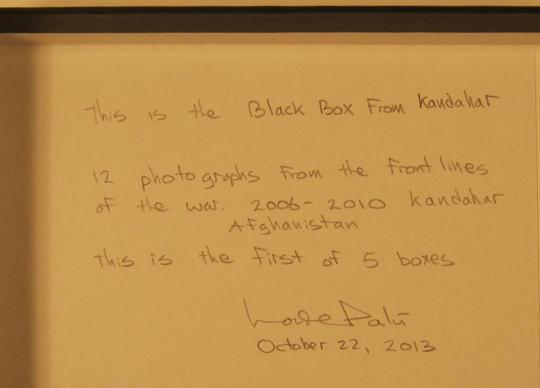 This is the Black Box From Kandahar
12 photographs from the front lines
of the war. 2006-2010 Kandahar
Afghanistan
This is the first of 5 boxes
Louie Palu
October 22, 2013